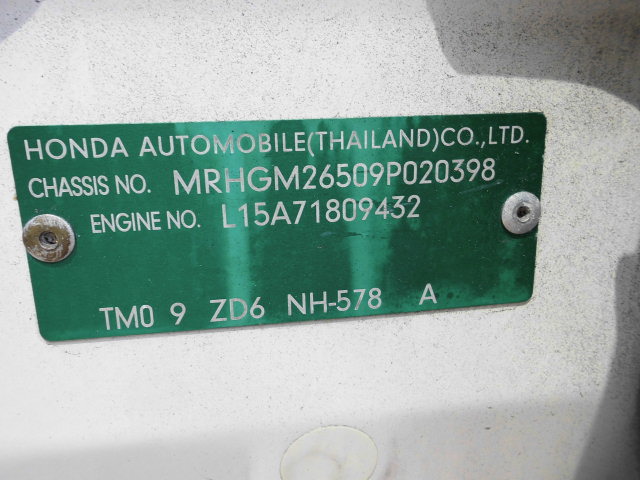 HONDA AUTOMOBILE(THAILAND)CO.,LTD.
CHASSIS NO. MRHGM26509P020398
ENGINE NO. L15A71809432
TM0 9 ZD6 NH-578 A